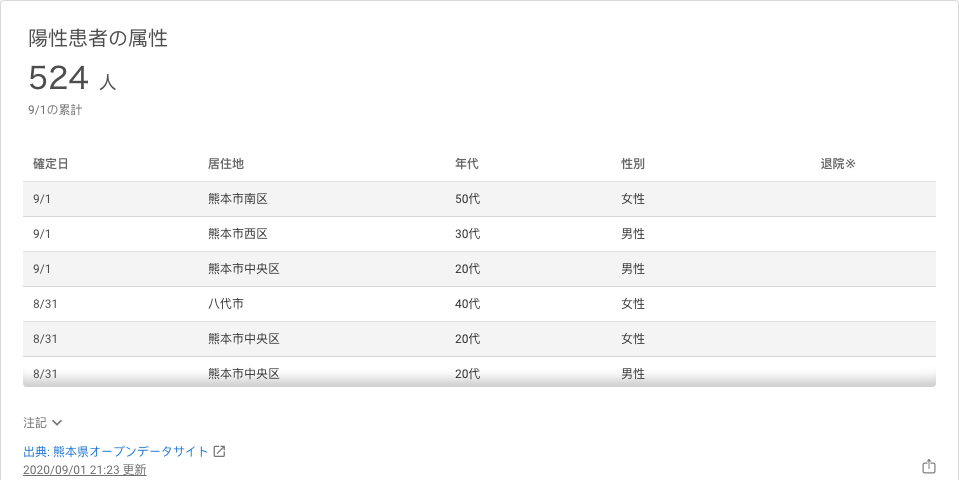 陽性患者の属性
524 人
9/1の累計
確定日 居住地 年代 性別 退院※
9/1 熊本市南区 50代 女性
9/1 熊本市西区 30代 男性
9/1 熊本市中央区 20代 男性
8/31 八代市 40代 女性
8/31 熊本市中央区 20代 女性
8/31 熊本市中央区 20代 男性
注記
出典: 熊本県オープンデータサイト
2020/09/01 21:23 更新